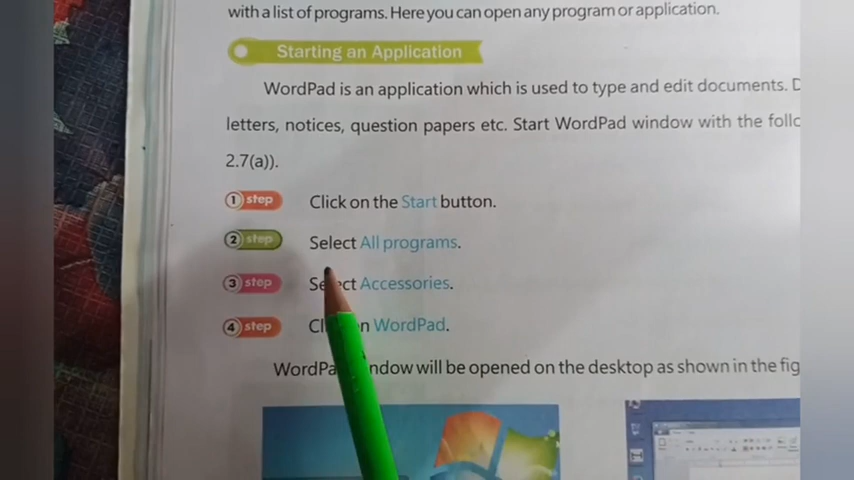 with a list of programs. Here you can open any program or application.
Starting an Application
WordPad is an application which is used to type and edit documents.
letters, notices, question papers etc. Start WordPad window with the
2.7(a)).
1 step Click on the Start button.
2 step Select All programs.
3 step Select Accessories.
4 step WordPad.
will be opened on the desktop as shown in the